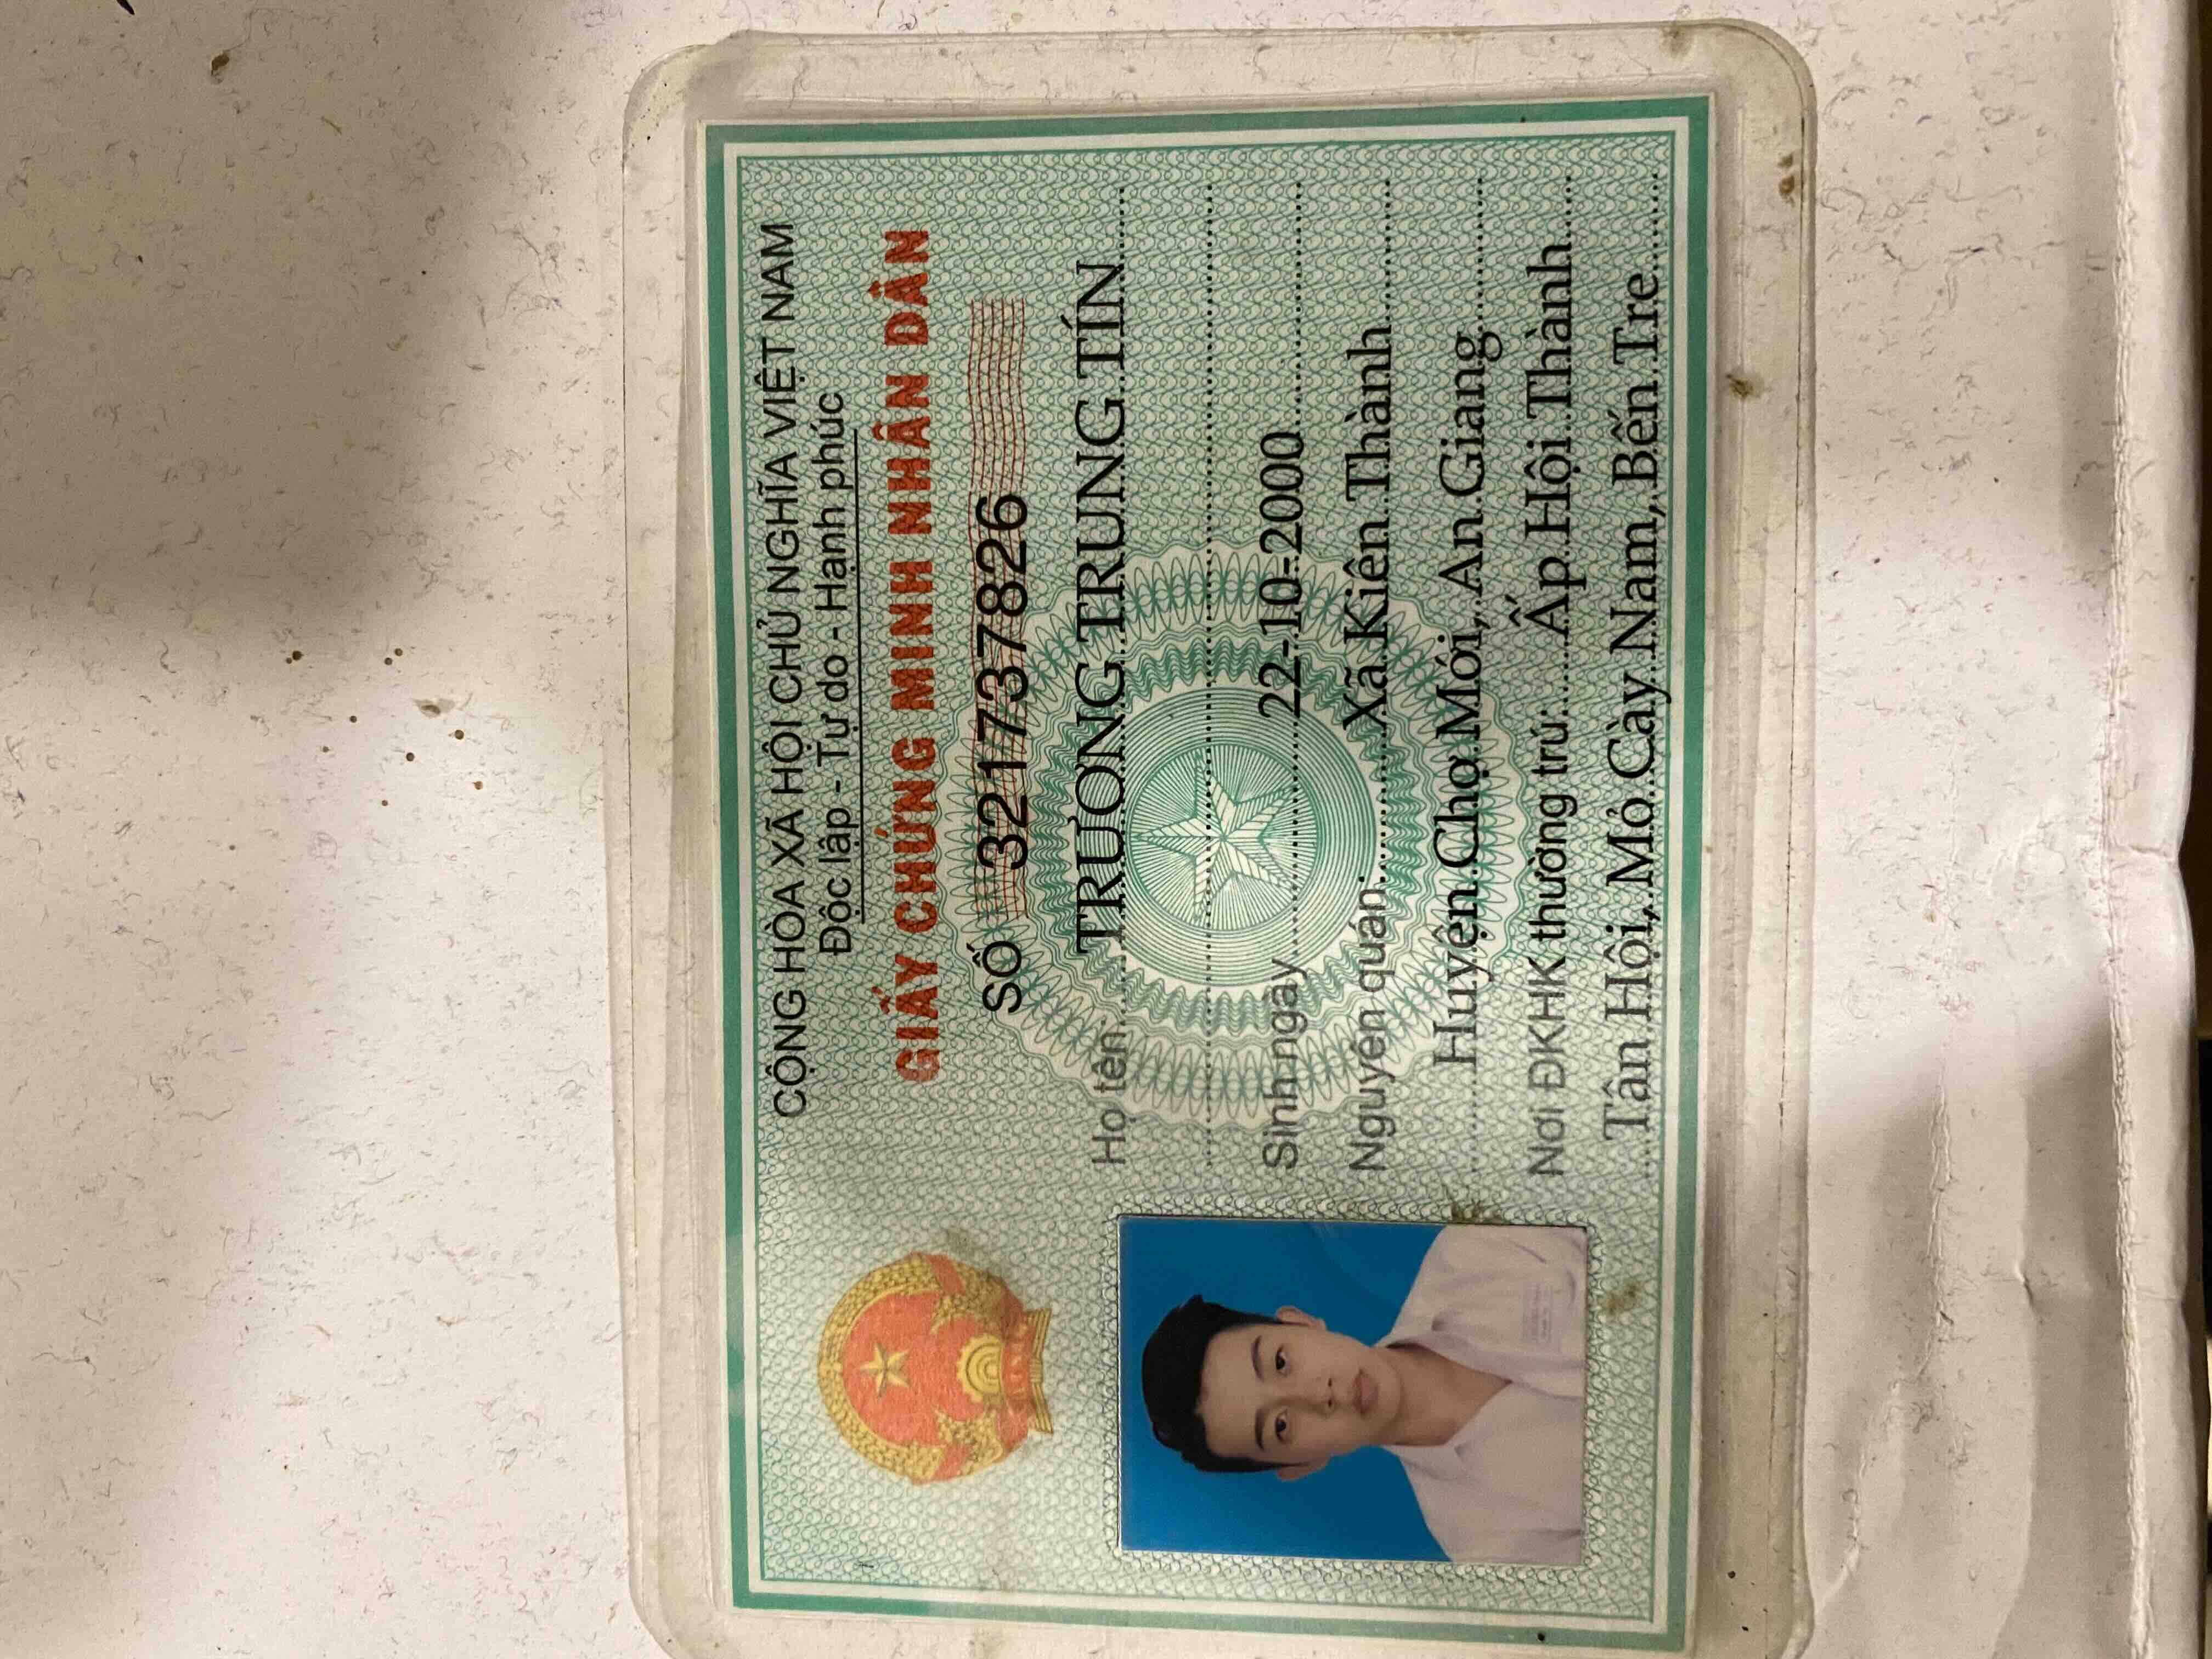 CỘNG HÒA XÃ HỘI CHỦ NGHĨA VIỆT NAM
Độc lập - Tự do - Hạnh phúc
GIẤY CHỨNG MINH NHÂN DÂN
SỐ 321737826
Họ tên TRƯƠNG TRUNG TÍN
Sinh ngày 22-10-2000
Nguyên quán: Xã Kiên Thành
Huyện Chợ Mới, An Giang
Nơi ĐKHK thường trú: Ấp Hội Thành
Tân Hội, Mỏ Cày Nam, Bến Tre